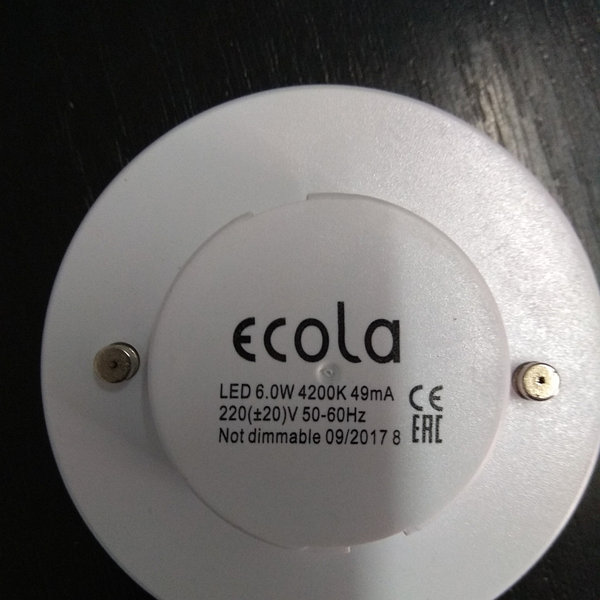 ecola
LED 6.0W 4200K 49mA
220(±20)V 50-60Hz
Not dimmable 09/2017 8
CE
EAC